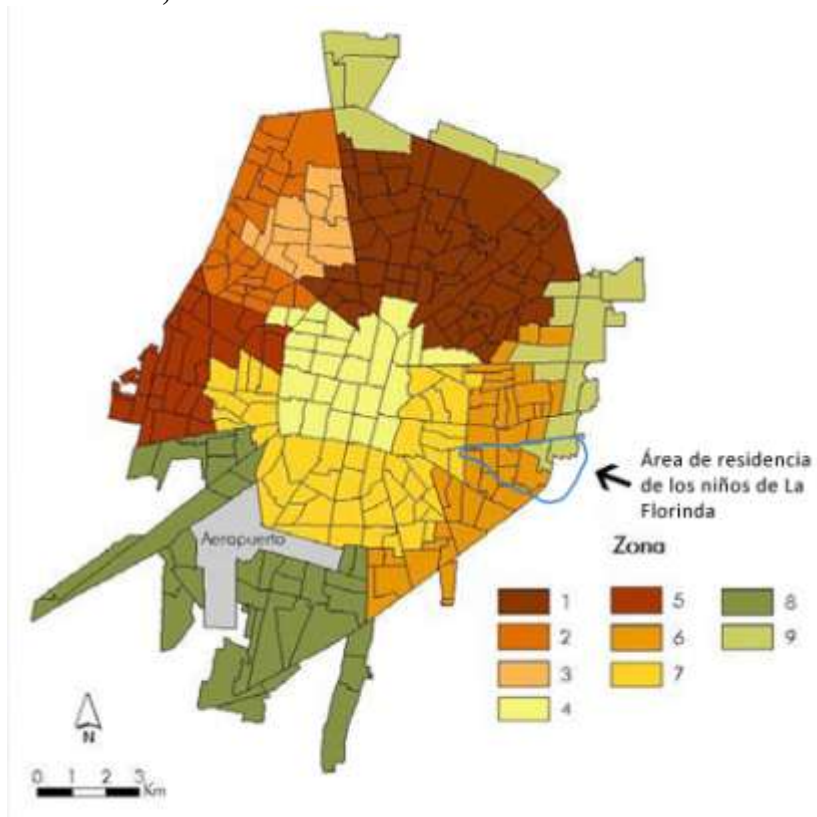 Área de residencia
de los niños de La
Florinda
Aeropuerto
Zona
1 5 8
2 6 9
3 7
4
N
0 1 2 3 Km